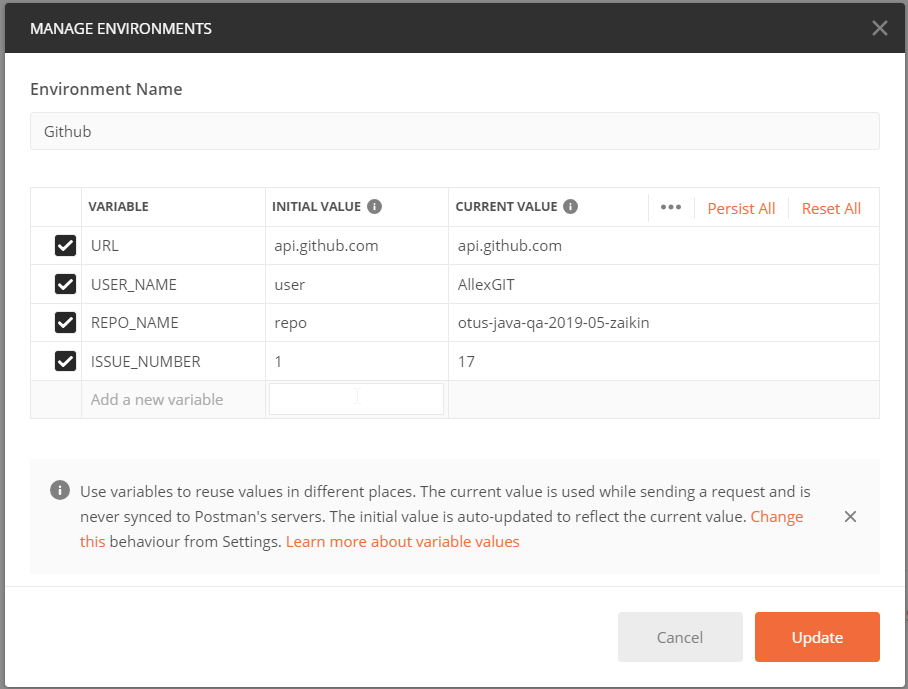 MANAGE ENVIRONMENTS
Environment Name
Github
VARIABLE INITIAL VALUE CURRENT VALUE Persist All Reset All
URL api.github.com api.github.com
USER_NAME user AllexGIT
REPO_NAME repo otus-java-qa-2019-05-zaikin
ISSUE_NUMBER 1 17
Add a new variable
Use variables to reuse values in different places. The current value is used while sending a request and is
never synced to Postman's servers. The initial value is auto-updated to reflect the current value. Change
this behaviour from Settings. Learn more about variable values
Cancel Update